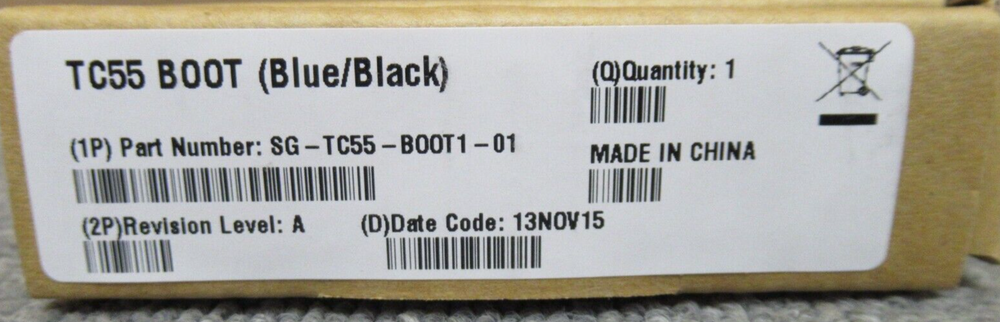 TC55 BOOT (Blue/Black)
(Q)Quantity: 1
(1P) Part Number: SG-TC55-BOOT1-01
MADE IN CHINA
(2P)Revision Level: A
(D)Date Code: 13NOV15